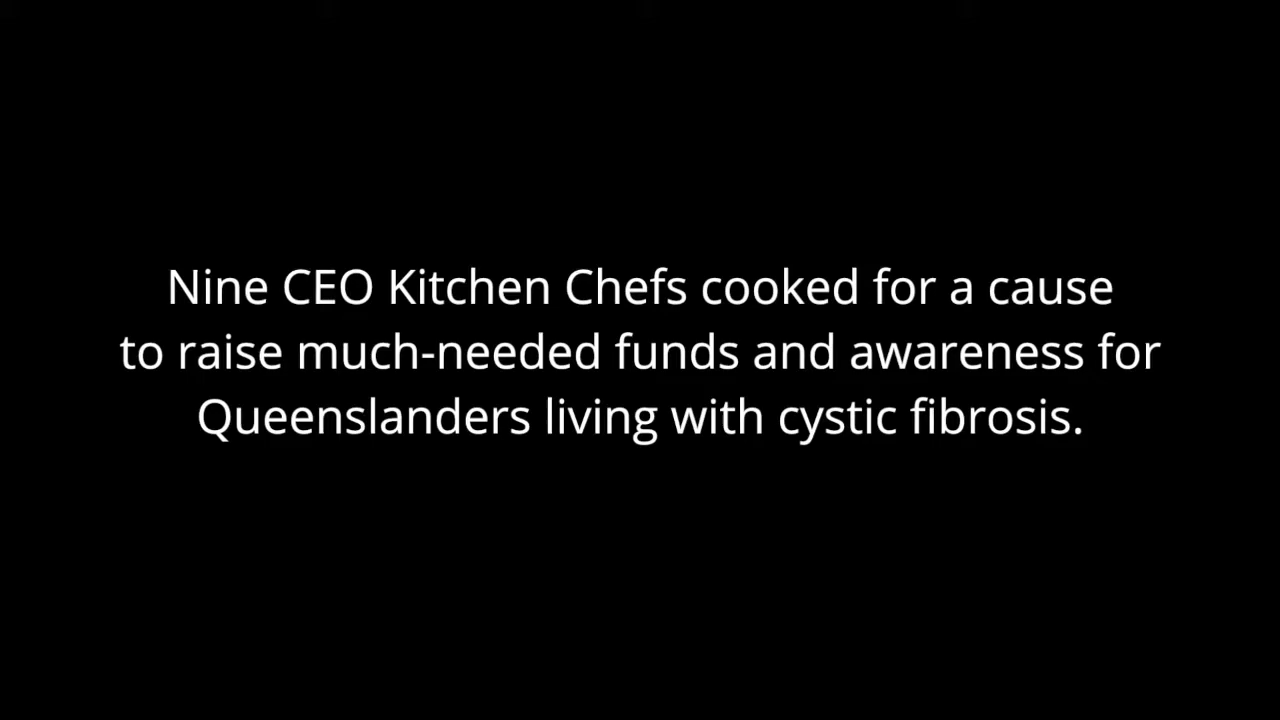 Nine CEO Kitchen Chefs cooked for a cause
to raise much-needed funds and awareness for
Queenslanders living with cystic fibrosis.